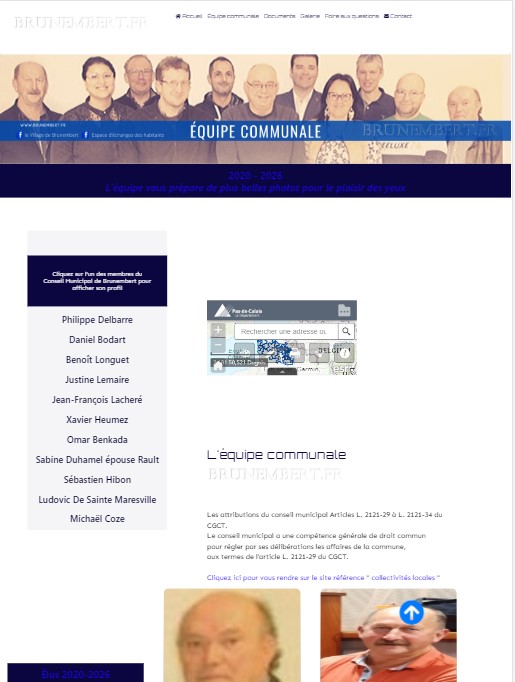 BRUNEMBERT.FR
Accueil Equipe communale Documents Galerie Foire aux questions Contact
WWW.BRUNEMBERT.FR
le Village de Brunembert Espace d'échanges des habitants
ÉQUIPE COMMUNALE
BRUNEMBERT.FR
2020 - 2026
L'équipe vous prépare de plus belles photos pour le plaisir des yeux
Cliquez sur l'un des membres du
Conseil Municipal de Brunembert pour
afficher son profil
Philippe Delbarre
Daniel Bodart
Benoît Longuet
Justine Lemaire
Jean-François Lacheré
Xavier Heumez
Omar Benkada
Sabine Duhamel épouse Rault
Sébastien Hibon
Ludovic De Sainte Maresville
Michaël Coze
Pas-de-Calais
Le Département
Rechercher une adresse ou
L'équipe communale
BRUNEMBERT.FR
Les attributions du conseil municipal Articles L. 2121-29 à L. 2121-34 du
CGCT.
Le conseil municipal a une compétence générale de droit commun
pour régler par ses délibérations les affaires de la commune,
aux termes de l'article L. 2121-29 du CGCT.
Cliquez ici pour vous rendre sur le site référence " collectivités locales "
Élus 2020-2026